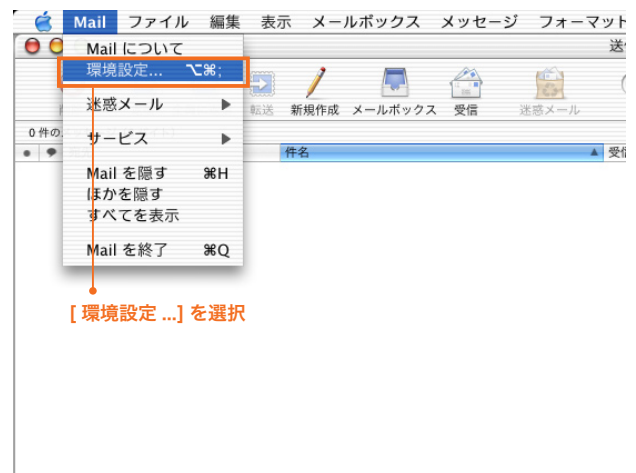 Mail ファイル 編集 表示 メールボックス メッセージ フォーマット
Mail について
環境設定... ⌥⌘;
転送 新規作成 メールボックス 受信 迷惑メール
迷惑メール ▶
0 件の
サービス ▶
件名 ▲ 受信
Mail を隠す ⌘H
ほかを隠す
すべてを表示
Mail を終了 ⌘Q
[ 環境設定 ...] を選択